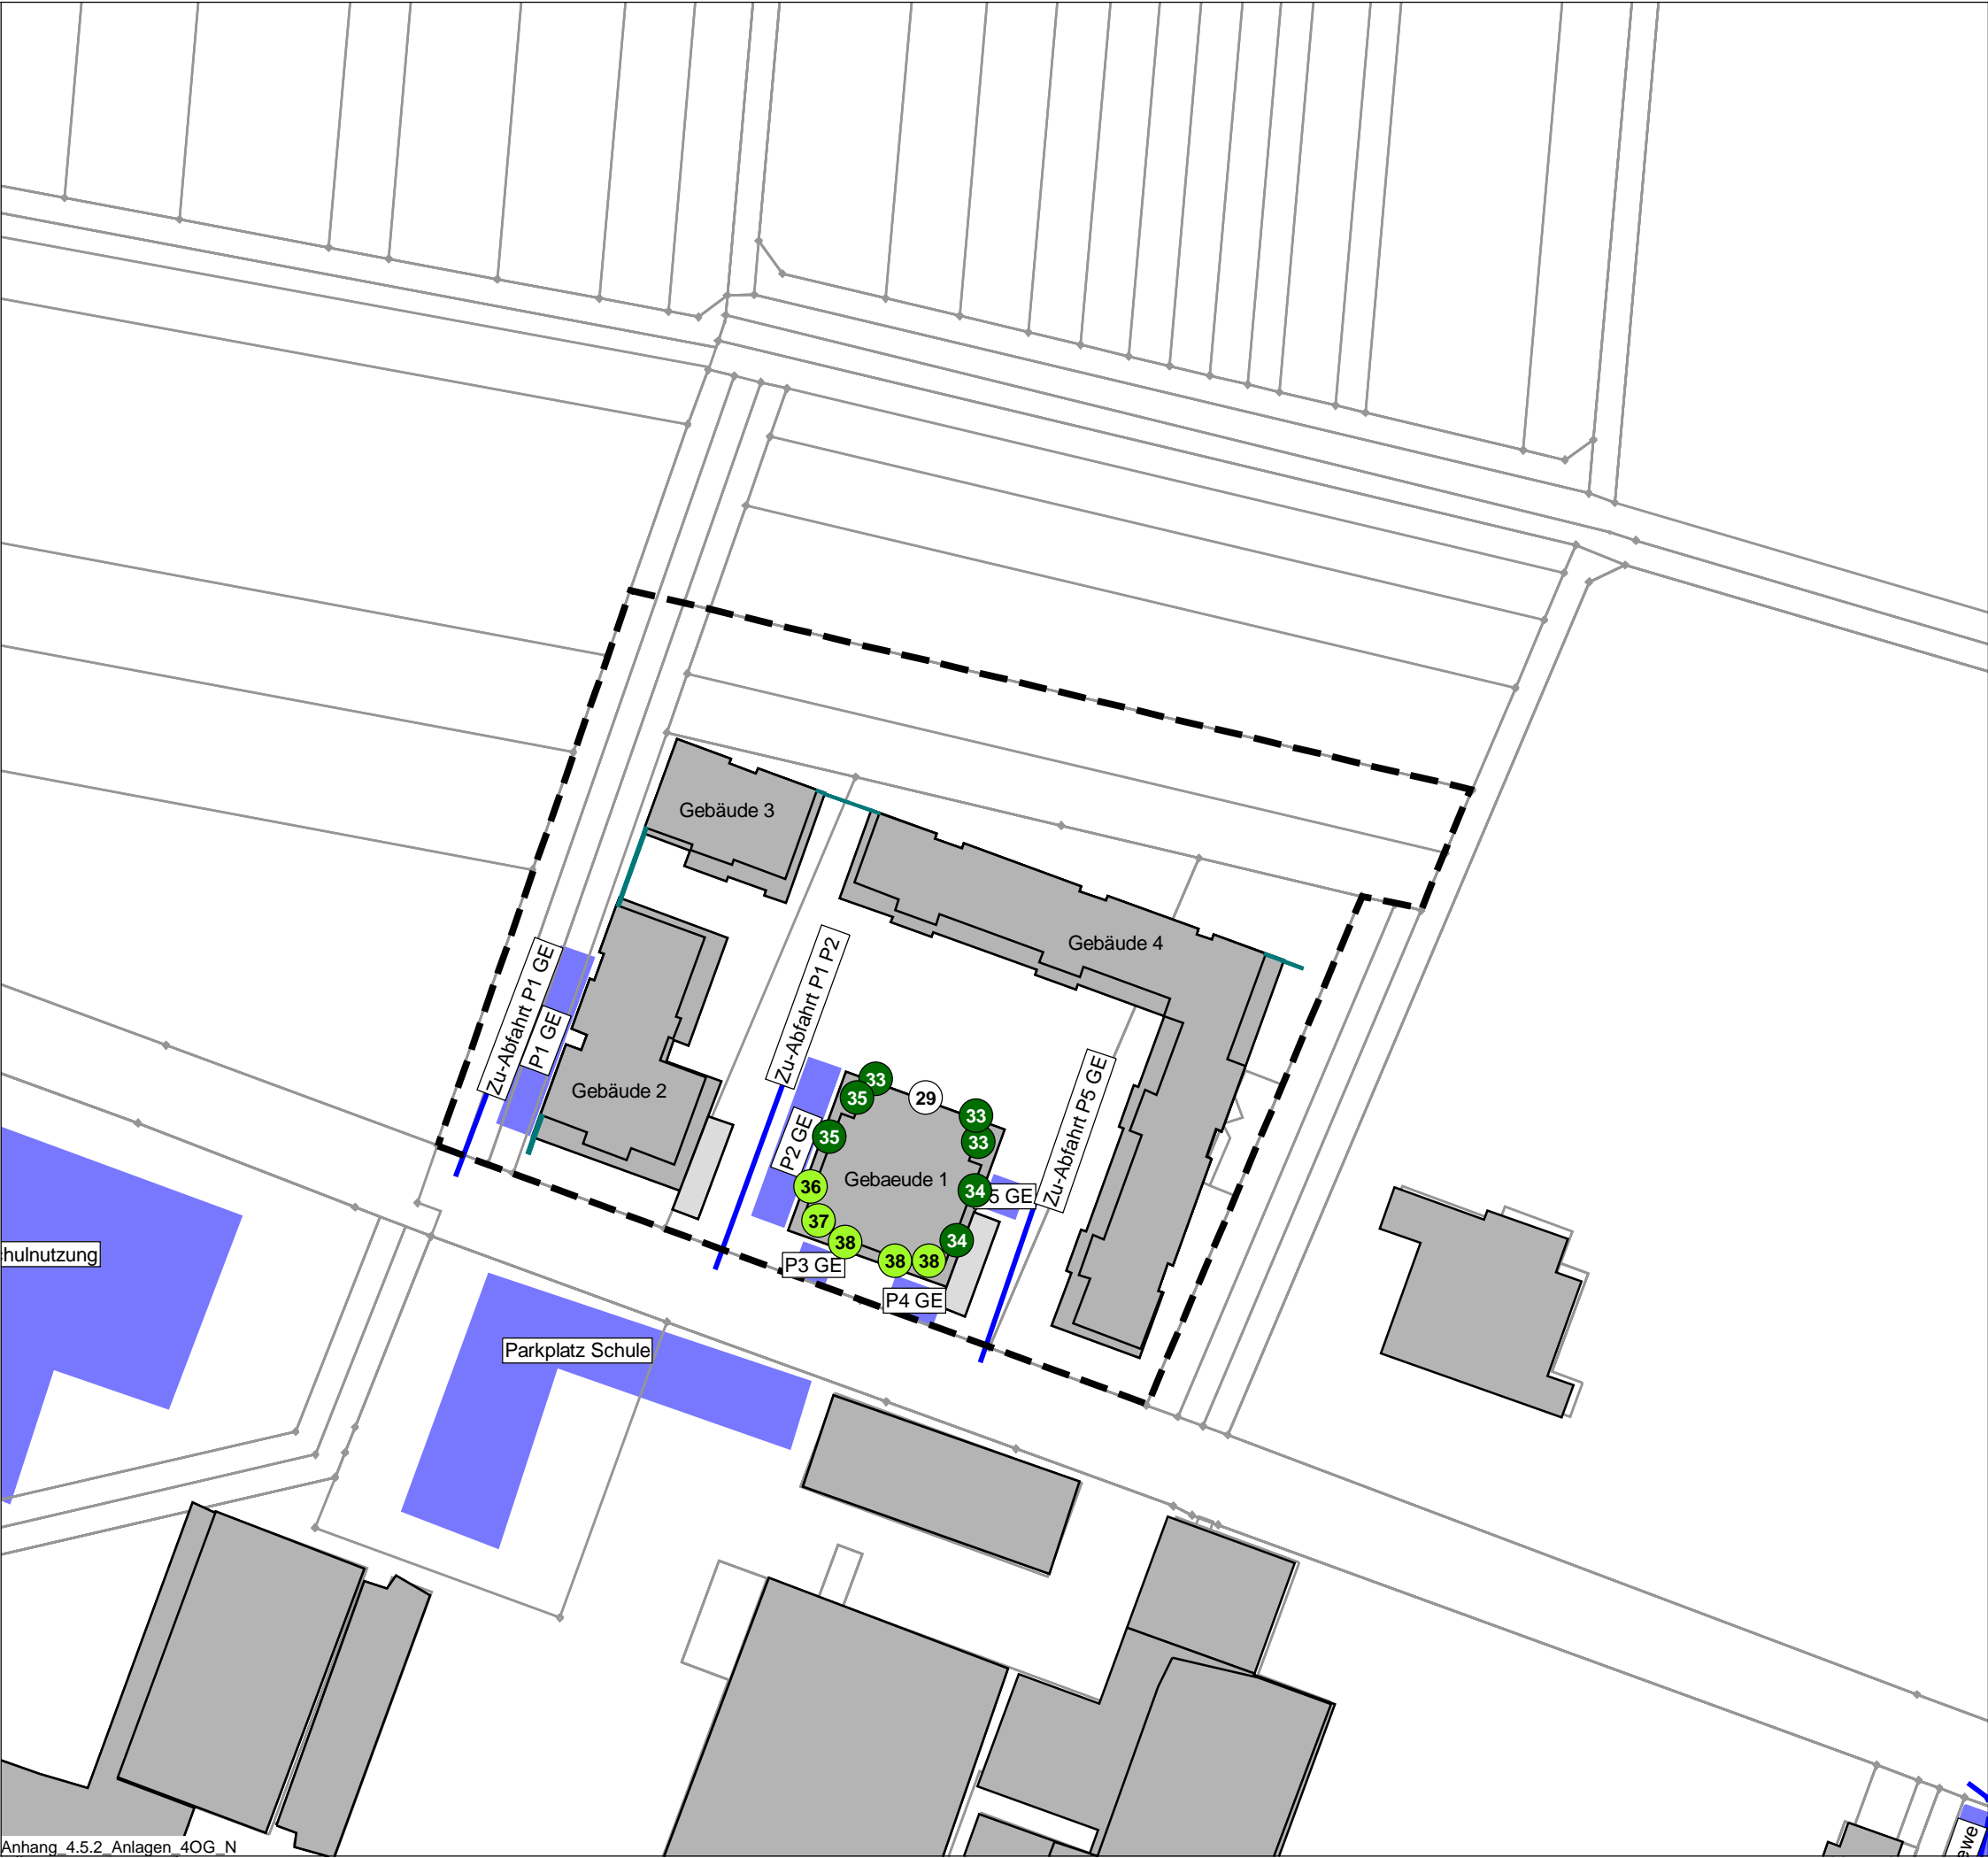 Gebäude 3
Gebäude 4
Zu-Abfahrt P1 GE
P1 GE
Zu-Abfahrt P1 P2
Gebäude 2
Zu-Abfahrt P5 GE
33
35
29
33
33
35
P2 GE
Gebaeude 1
36
34
5 GE
37
38
34
38
38
P3 GE
P4 GE
hulnutzung
Parkplatz Schule
ewe
Anhang_4.5.2_Anlagen_4OG_N